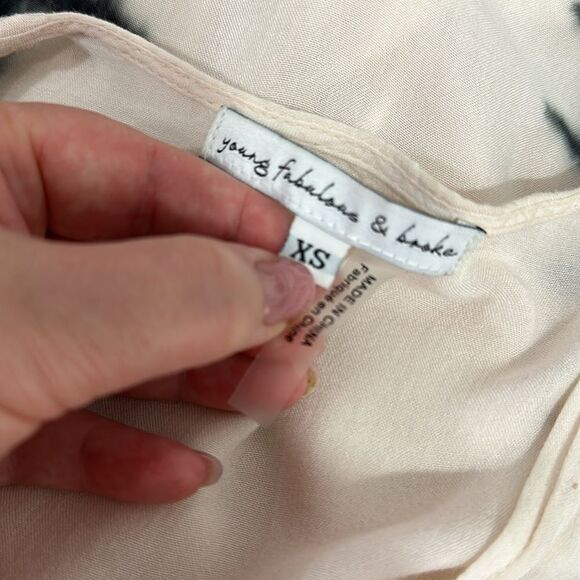 young fabulous & broke
XS
MADE IN CHINA
Fabriqué en Chine